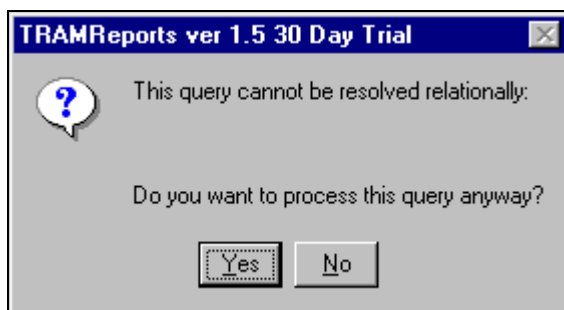 TRAMReports ver 1.5 30 Day Trial
This query cannot be resolved relationally:
Do you want to process this query anyway?
Yes No